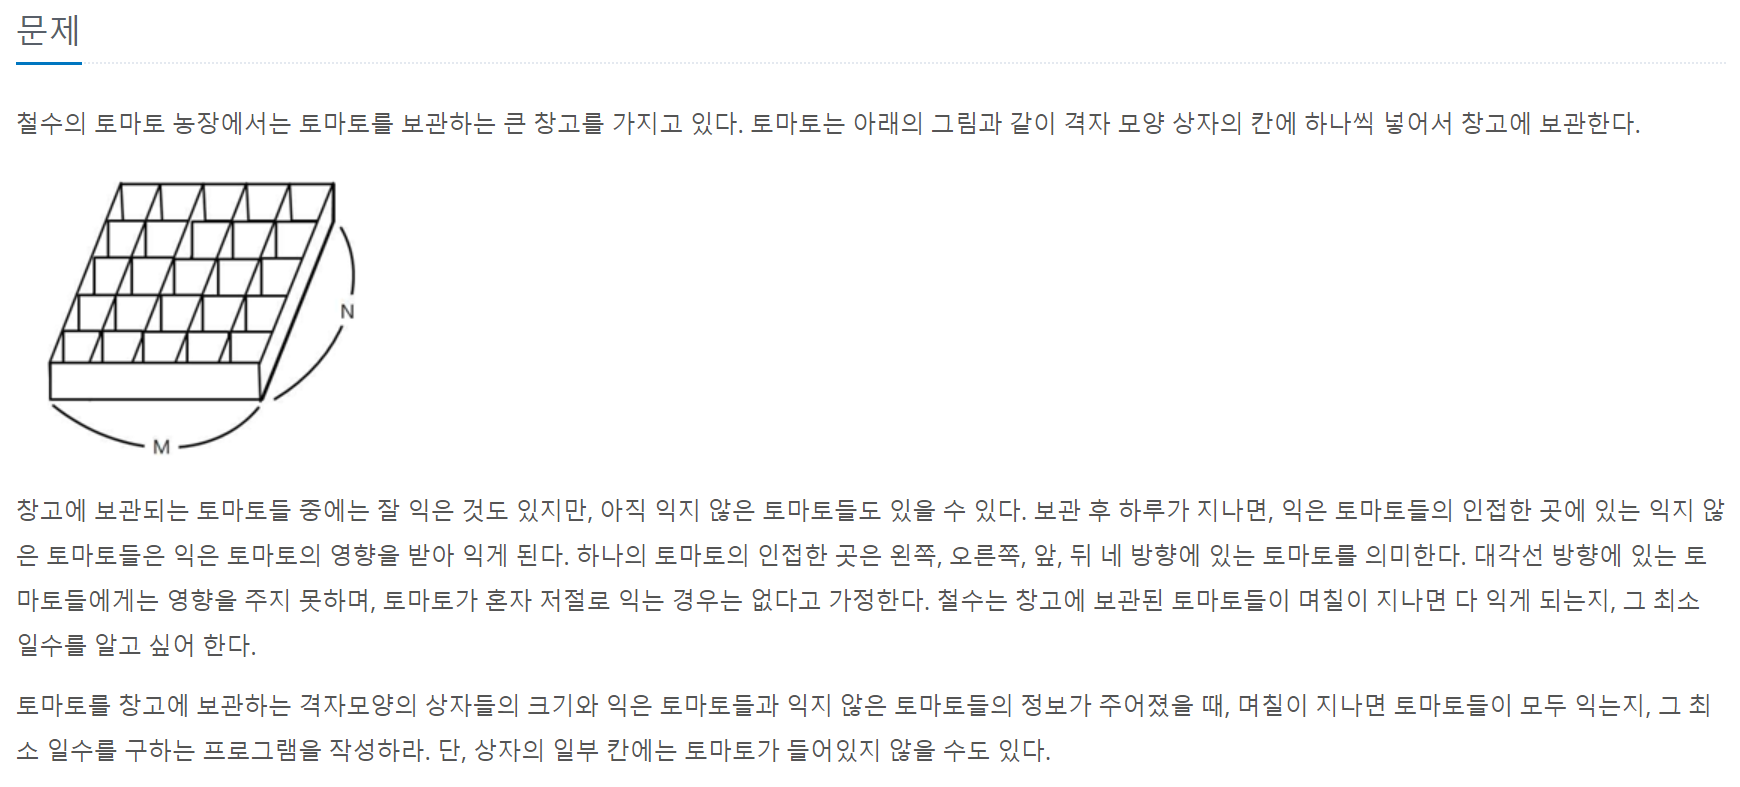 문제
철수의 토마토 농장에서는 토마토를 보관하는 큰 창고를 가지고 있다. 토마토는 아래의 그림과 같이 격자 모양 상자의 칸에 하나씩 넣어서 창고에 보관한다.
N
M
창고에 보관되는 토마토들 중에는 잘 익은 것도 있지만, 아직 익지 않은 토마토들도 있을 수 있다. 보관 후 하루가 지나면, 익은 토마토들의 인접한 곳에 있는 익지 않
은 토마토들은 익은 토마토의 영향을 받아 익게 된다. 하나의 토마토의 인접한 곳은 왼쪽, 오른쪽, 앞, 뒤 네 방향에 있는 토마토를 의미한다. 대각선 방향에 있는 토
마토들에게는 영향을 주지 못하며, 토마토가 혼자 저절로 익는 경우는 없다고 가정한다. 철수는 창고에 보관된 토마토들이 며칠이 지나면 다 익게 되는지, 그 최소
일수를 알고 싶어 한다.
토마토를 창고에 보관하는 격자모양의 상자들의 크기와 익은 토마토들과 익지 않은 토마토들의 정보가 주어졌을 때, 며칠이 지나면 토마토들이 모두 익는지, 그 최
소 일수를 구하는 프로그램을 작성하라. 단, 상자의 일부 칸에는 토마토가 들어있지 않을 수도 있다.